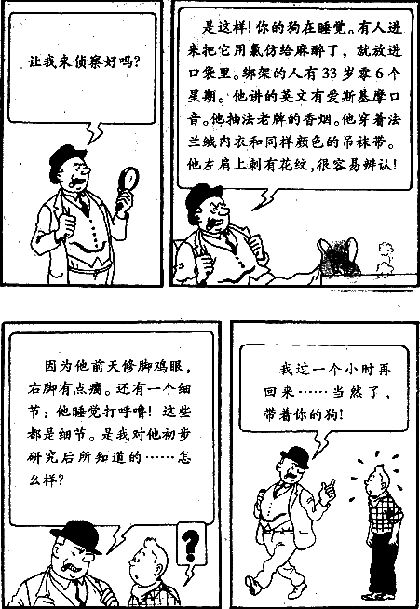 让我来侦察好吗?
是这样! 你的狗在睡觉。有人进
来把它用氯仿给麻醉了, 就放进
口袋里。绑架的人有 33 岁零 6 个
星期。他讲的英文有爱斯基摩口
音。他抽法老牌的香烟。他穿着法
兰绒内衣和同样颜色的吊袜带。
他左肩上刺有花纹, 很容易辨认!
因为他前天修脚鸡眼,
右脚有点瘸。还有一个细
节: 他睡觉打呼噜! 这些
都是细节。是我对他初步
研究后所知道的……怎
么样?
?
我过一个小时再
回来……当然了,
带着你的狗!